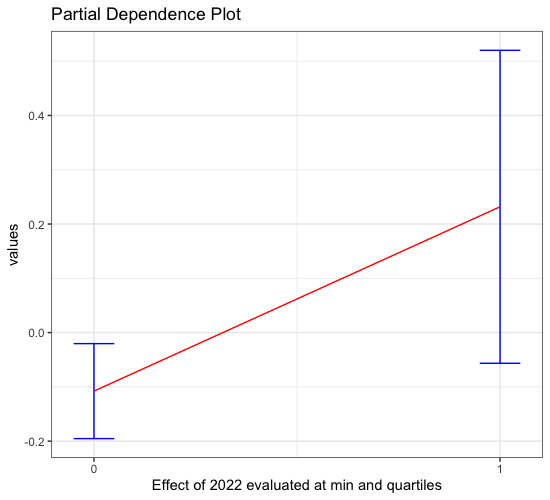 Partial Dependence Plot
values
0.4
0.2
0.0
-0.2
0 1
Effect of 2022 evaluated at min and quartiles